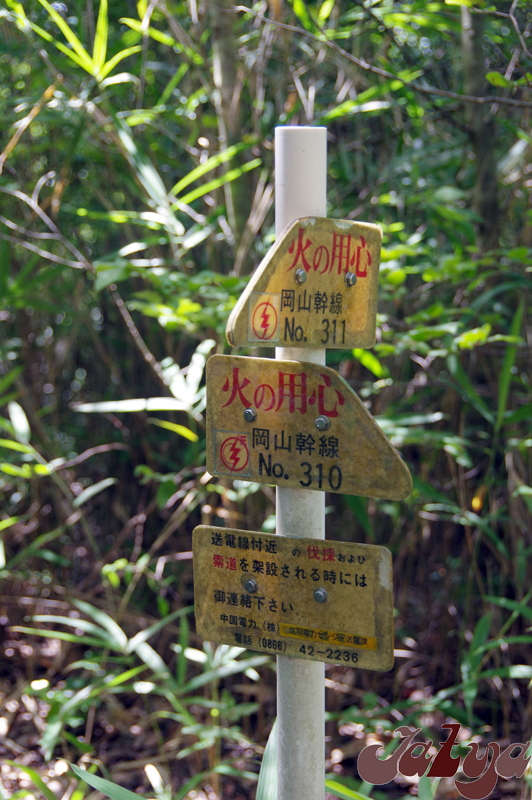 火の用心
岡山幹線
No. 311
火の用心
岡山幹線
No. 310
送電線付近 の 伐採および
索道を架設される時には
御連絡下さい
中国電力(株)
電話(0866) 42-2236
JaLya